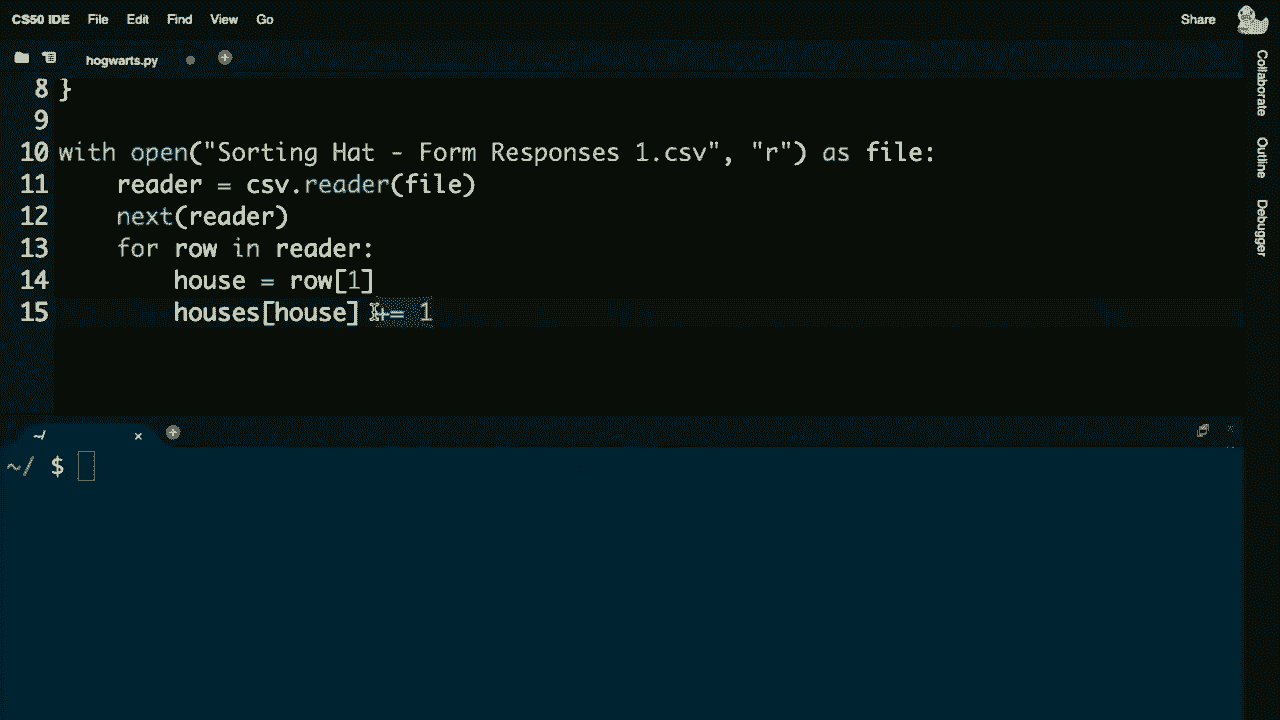 CS50 IDE File Edit Find View Go Share
hogwarts.py
Collaborate
Outline
Debugger
8 }
9
10 with open("Sorting Hat - Form Responses 1.csv", "r") as file:
11 reader = csv.reader(file)
12 next(reader)
13 for row in reader:
14 house = row[1]
15 houses[house] += 1
~/
~/ $